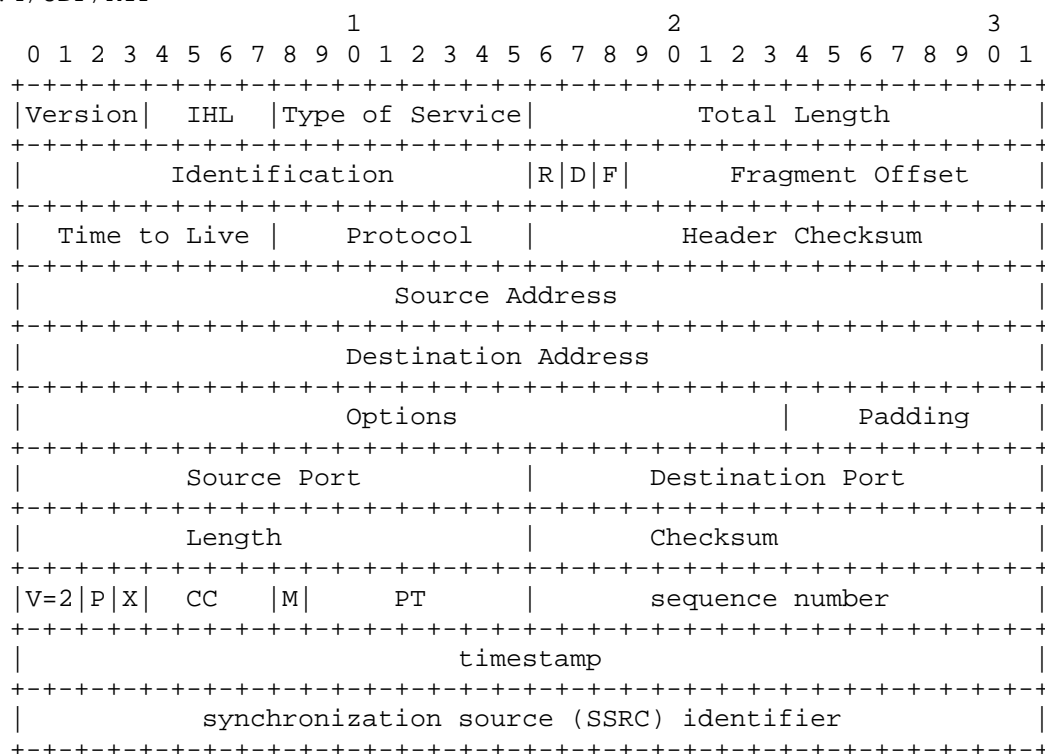 1                   2                   3
 0 1 2 3 4 5 6 7 8 9 0 1 2 3 4 5 6 7 8 9 0 1 2 3 4 5 6 7 8 9 0 1
+-+-+-+-+-+-+-+-+-+-+-+-+-+-+-+-+-+-+-+-+-+-+-+-+-+-+-+-+-+-+-+-+
|Version|  IHL  |Type of Service|          Total Length         |
+-+-+-+-+-+-+-+-+-+-+-+-+-+-+-+-+-+-+-+-+-+-+-+-+-+-+-+-+-+-+-+-+
|         Identification        |R|D|F|      Fragment Offset    |
+-+-+-+-+-+-+-+-+-+-+-+-+-+-+-+-+-+-+-+-+-+-+-+-+-+-+-+-+-+-+-+-+
|  Time to Live |    Protocol   |         Header Checksum       |
+-+-+-+-+-+-+-+-+-+-+-+-+-+-+-+-+-+-+-+-+-+-+-+-+-+-+-+-+-+-+-+-+
|                       Source Address                          |
+-+-+-+-+-+-+-+-+-+-+-+-+-+-+-+-+-+-+-+-+-+-+-+-+-+-+-+-+-+-+-+-+
|                    Destination Address                        |
+-+-+-+-+-+-+-+-+-+-+-+-+-+-+-+-+-+-+-+-+-+-+-+-+-+-+-+-+-+-+-+-+
|                    Options                    |    Padding    |
+-+-+-+-+-+-+-+-+-+-+-+-+-+-+-+-+-+-+-+-+-+-+-+-+-+-+-+-+-+-+-+-+
|          Source Port          |       Destination Port        |
+-+-+-+-+-+-+-+-+-+-+-+-+-+-+-+-+-+-+-+-+-+-+-+-+-+-+-+-+-+-+-+-+
|          Length               |       Checksum                |
+-+-+-+-+-+-+-+-+-+-+-+-+-+-+-+-+-+-+-+-+-+-+-+-+-+-+-+-+-+-+-+-+
|V=2|P|X|  CC   |M|     PT      |       sequence number         |
+-+-+-+-+-+-+-+-+-+-+-+-+-+-+-+-+-+-+-+-+-+-+-+-+-+-+-+-+-+-+-+-+
|                           timestamp                           |
+-+-+-+-+-+-+-+-+-+-+-+-+-+-+-+-+-+-+-+-+-+-+-+-+-+-+-+-+-+-+-+-+
|           synchronization source (SSRC) identifier            |
+-+-+-+-+-+-+-+-+-+-+-+-+-+-+-+-+-+-+-+-+-+-+-+-+-+-+-+-+-+-+-+-+